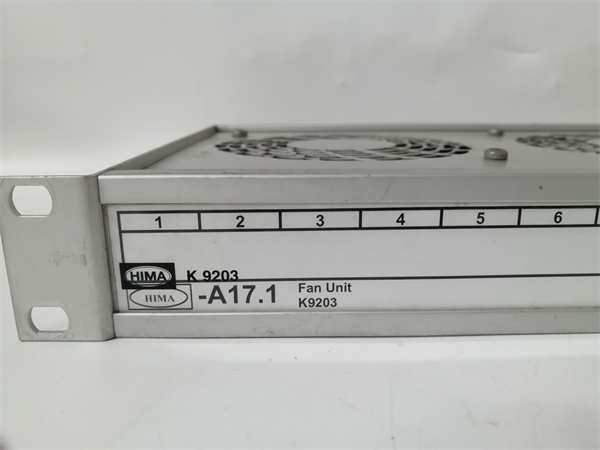 1 2 3 4 5 6
HIMA K 9203
HIMA -A17.1 Fan Unit
K9203